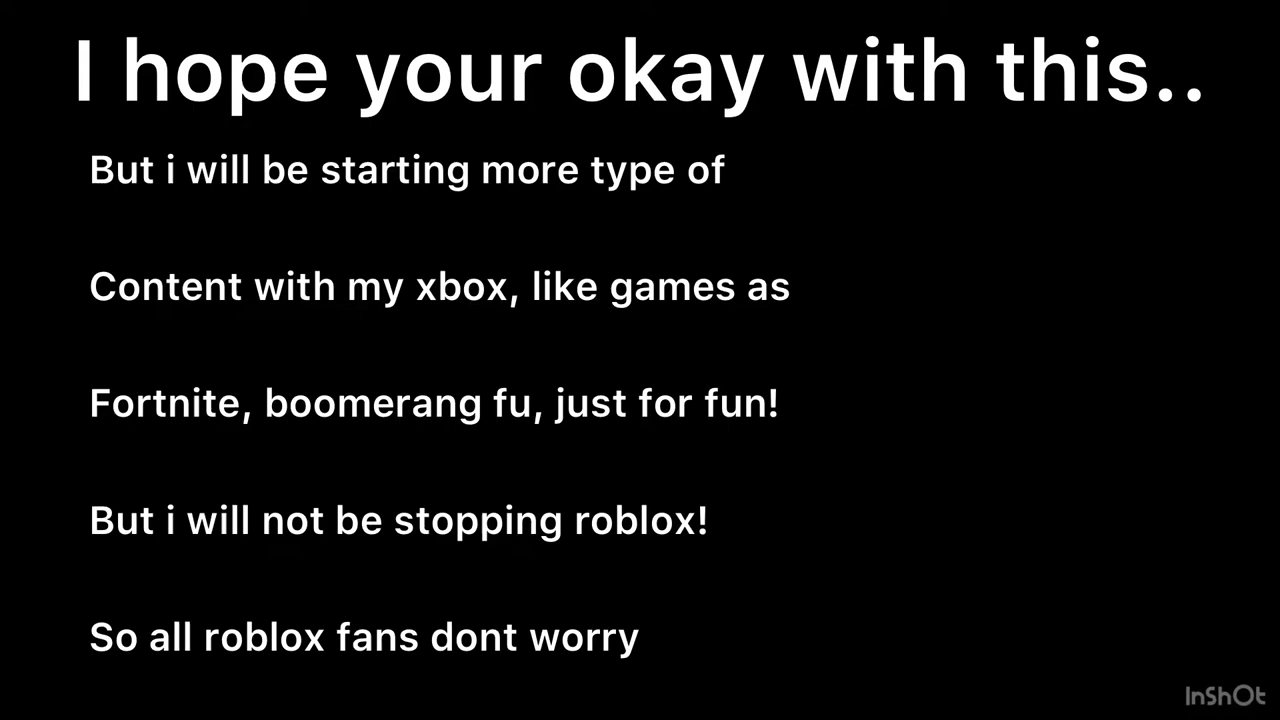 I hope your okay with this..
But i will be starting more type of
Content with my xbox, like games as
Fortnite, boomerang fu, just for fun!
But i will not be stopping roblox!
So all roblox fans dont worry
InShOt